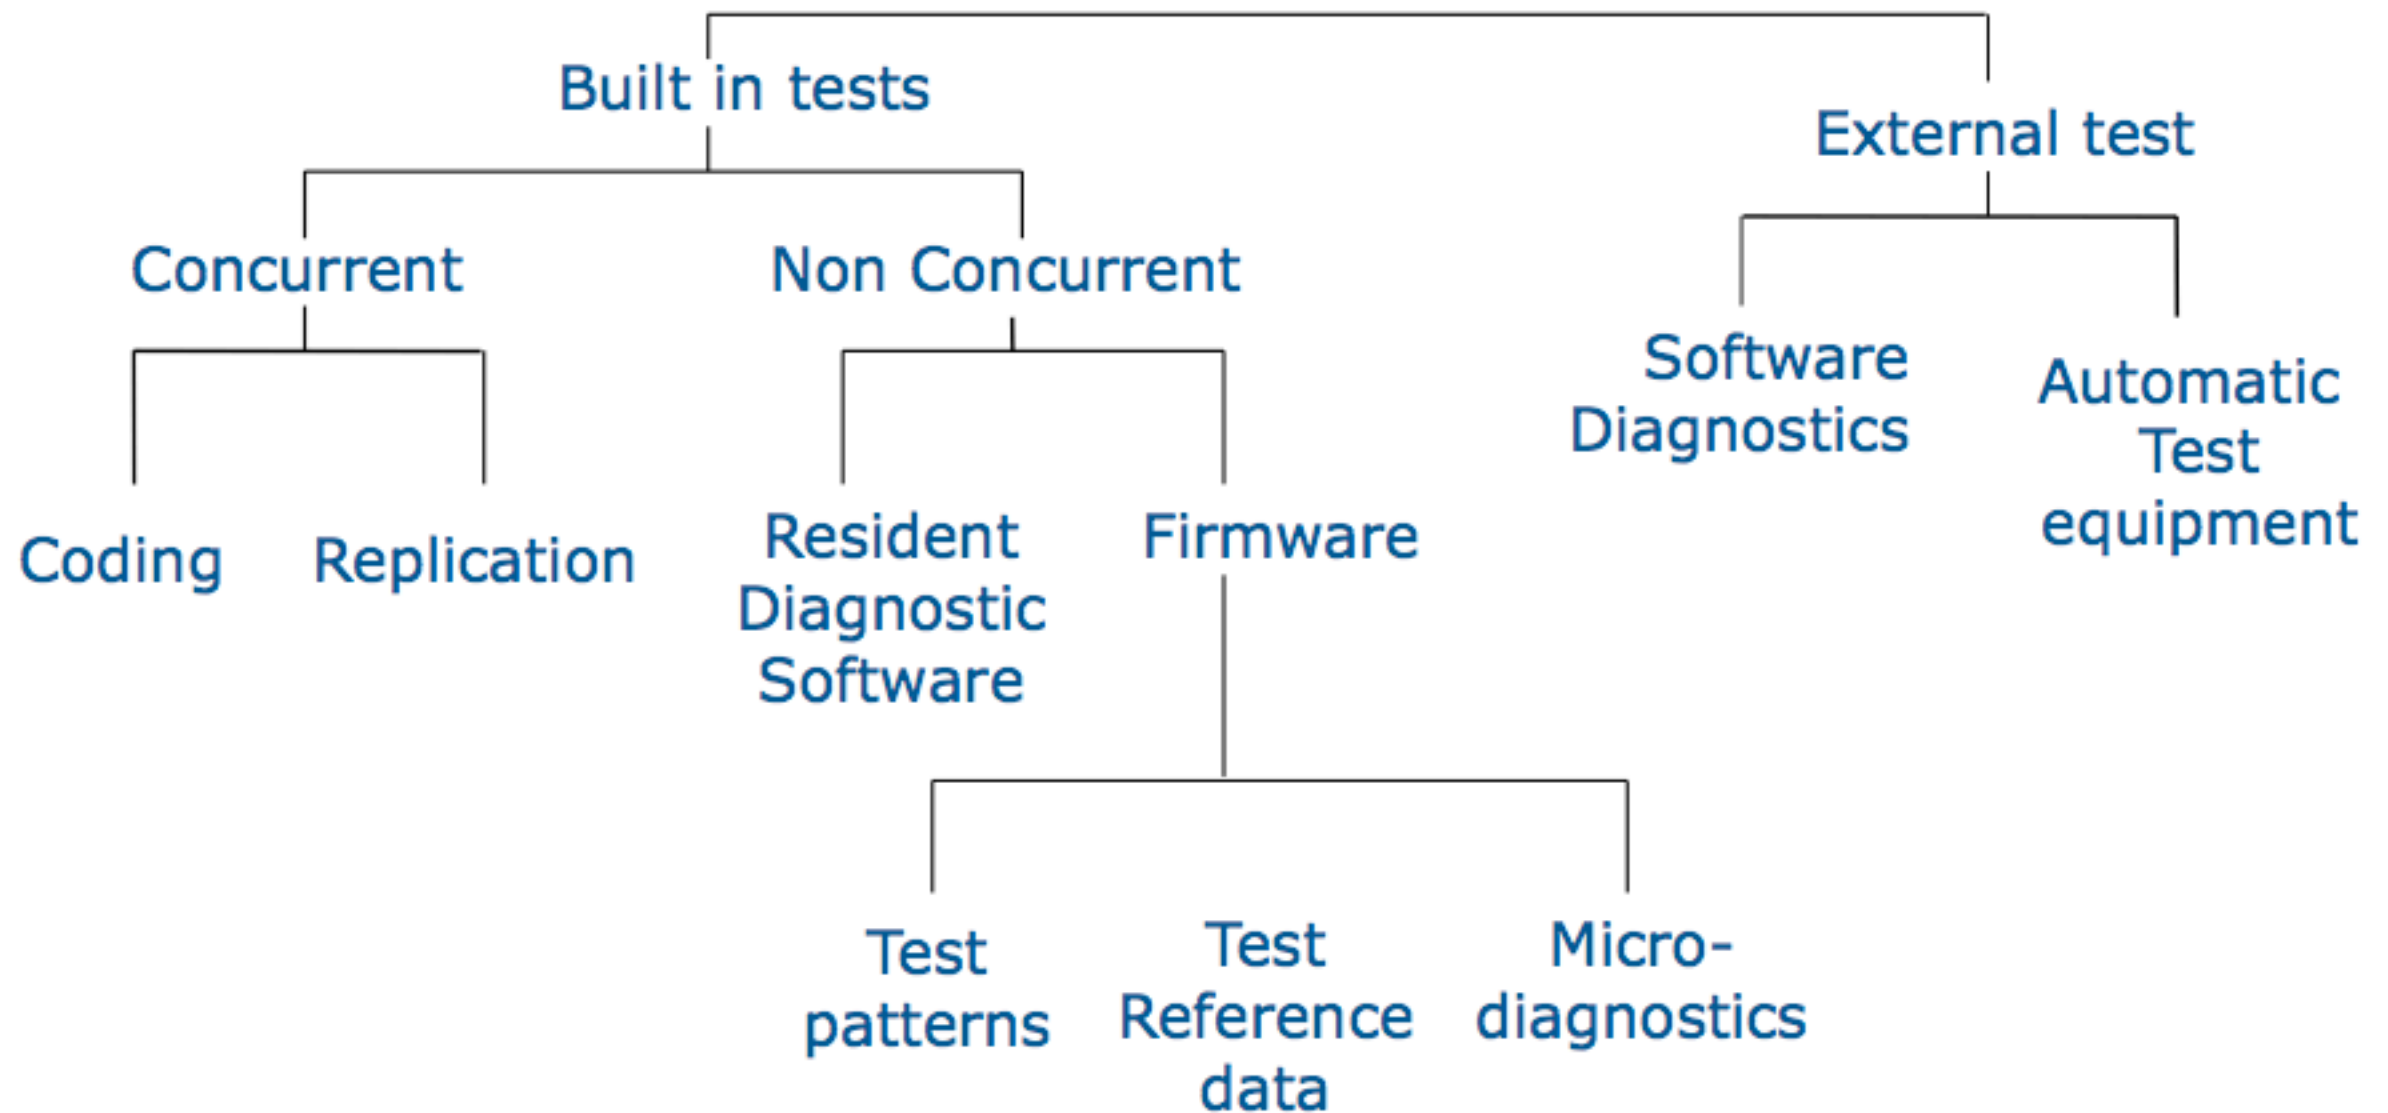 Built in tests
External test
Concurrent
Non Concurrent
Software
Diagnostics
Automatic
Test
equipment
Coding
Replication
Resident
Diagnostic
Software
Firmware
Test
patterns
Test
Reference
data
Micro-
diagnostics